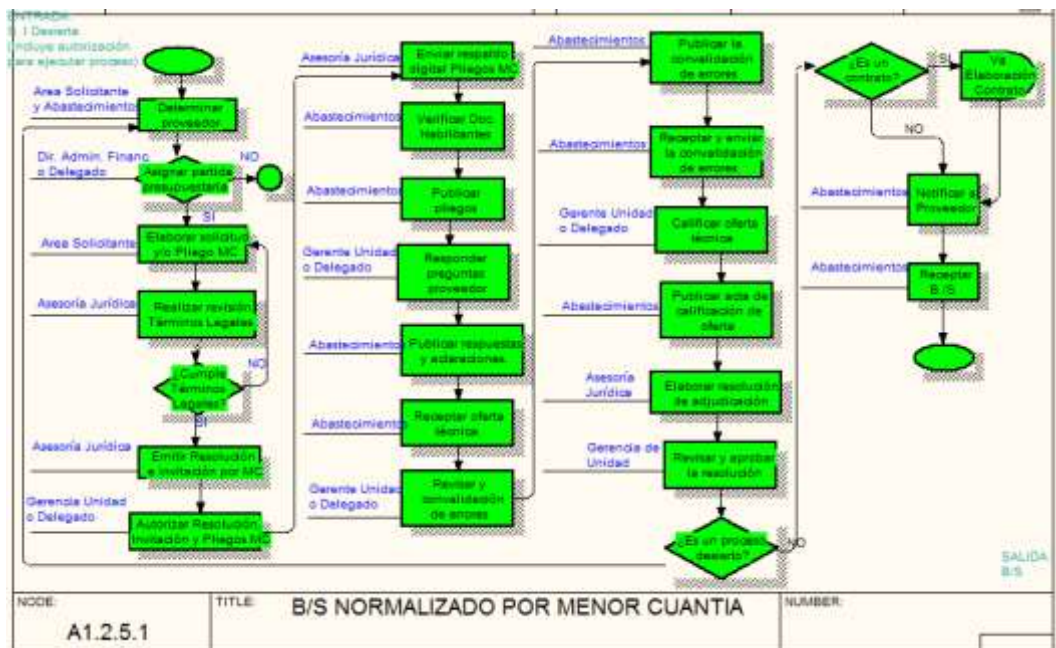 ENTRADA:
S. I Desierta
(Incluye autorización
para ejecutar proceso)
Area Solicitante
y Abastecimientos
Determinar
proveedor
Dir. Admin. Financ
o Delegado
Asignar partida
presupuestaria
NO
SI
Area Solicitante
Elaborar solicitud
y/o Pliego MC
Asesoría Jurídica
Realizar revisión
Términos Legales
¿Cumple
Términos
Legales?
NO
SI
Asesoría Jurídica
Emitir Resolución
e invitación por MC
Gerencia Unidad
o Delegado
Autorizar Resolución,
Invitación y Pliegos MC
Asesoría Jurídica
Enviar respaldo
digital Pliegos MC
Abastecimientos
Verificar Doc.
Habilitantes
Abastecimientos
Publicar
pliegos
Gerente Unidad
o Delegado
Responder
preguntas
proveedor
Abastecimientos
Publicar respuestas
y aclaraciones
Abastecimientos
Receptar oferta
técnica
Gerente Unidad
o Delegado
Revisar y
convalidación
de errores
Abastecimientos
Publicar la
convalidación
de errores
Abastecimientos
Receptar y enviar
la convalidación
de errores
Gerente Unidad
o Delegado
Calificar oferta
técnica
Abastecimientos
Publicar acta de
calificación de
oferta
Asesoría
Jurídica
Elaborar resolución
de adjudicación
Gerencia de
Unidad
Revisar y aprobar
la resolución
¿Es un proceso
desierto?
NO
¿Es un
contrato?
SI
Va
Elaboración
Contrato
NO
Abastecimientos
Notificar a
Proveedor
Abastecimientos
Receptar
B /S
SALIDA
B/S
NODE:
A1.2.5.1
TITLE:
B/S NORMALIZADO POR MENOR CUANTIA
NUMBER: